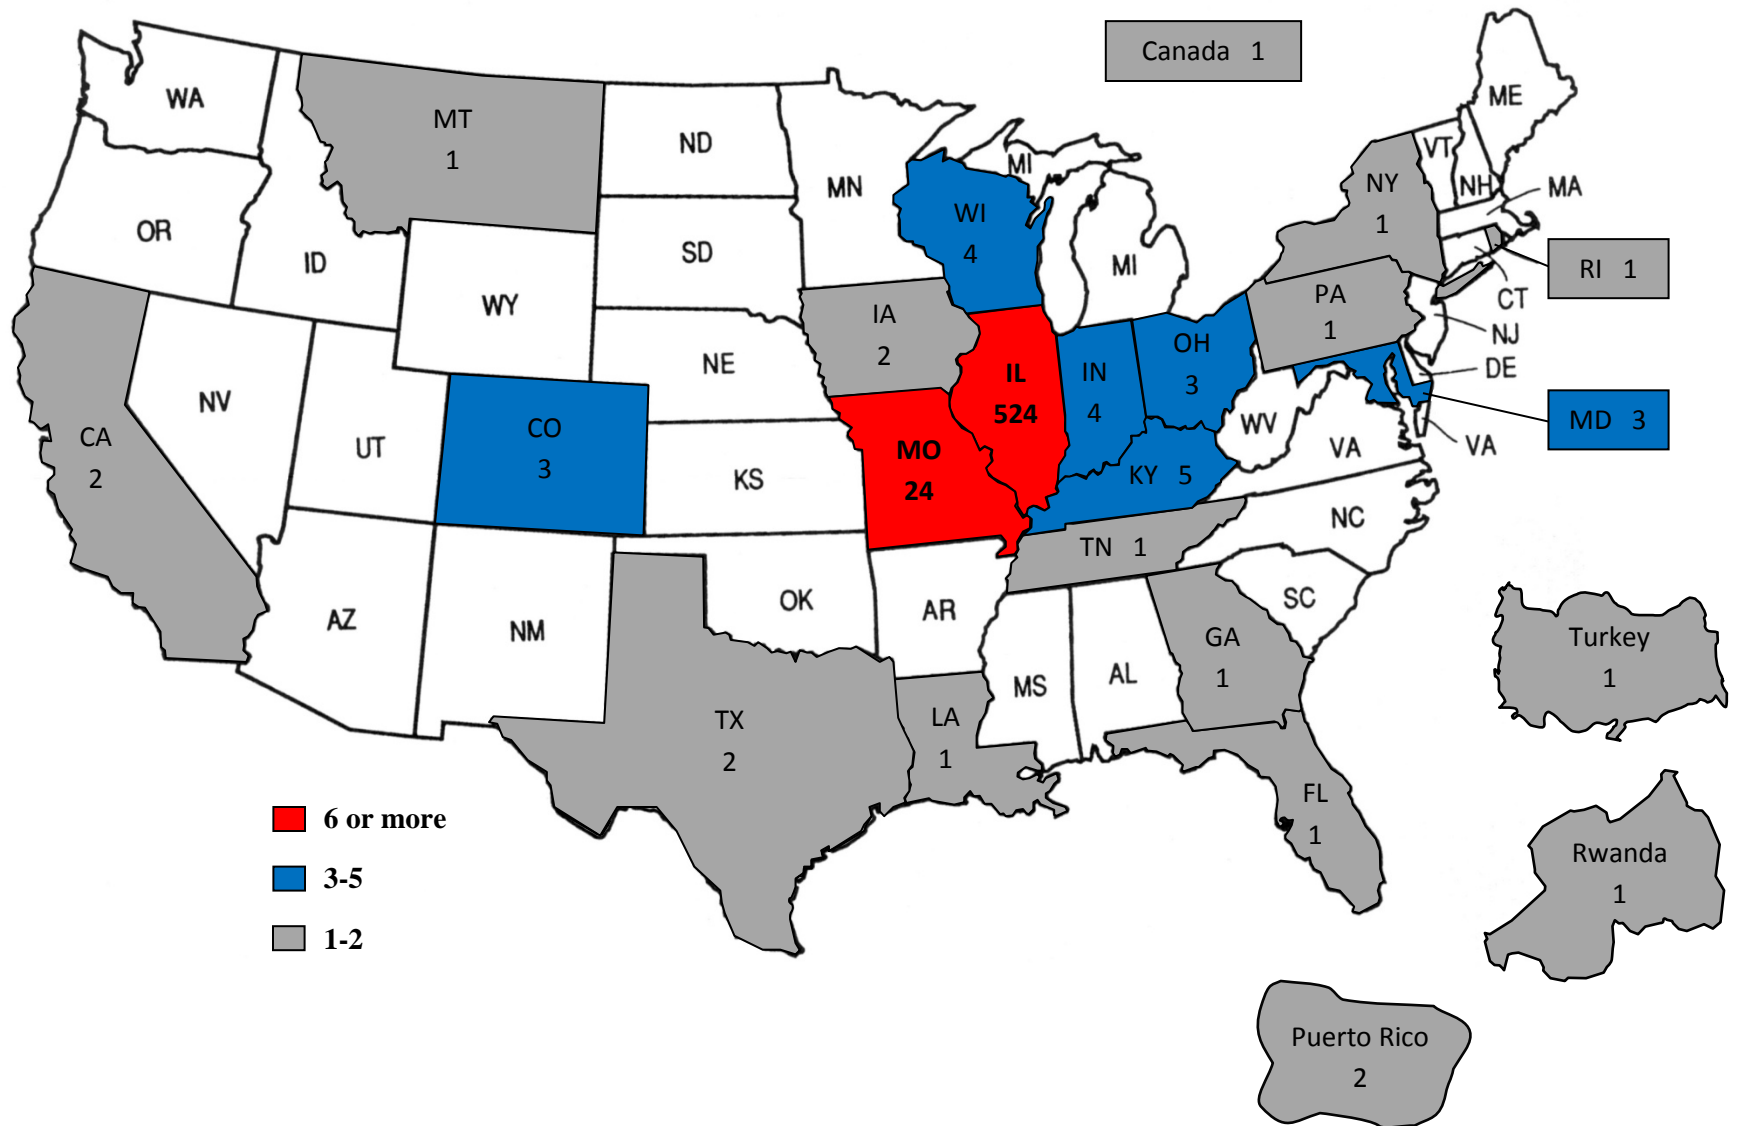 Canada 1
WA
MT
1
ND
MN
MI
ME
VT
NH
MA
NY
1
OR
ID
SD
WI
4
MI
RI 1
WY
IA
2
PA
1
CT
NJ
NE
IL
524
IN
4
OH
3
DE
MD 3
NV
UT
CO
3
CA
2
KS
MO
24
KY 5
WV
VA
VA
NC
TN 1
AZ
NM
OK
AR
SC
MS
AL
GA
1
Turkey
1
TX
2
LA
1
FL
1
6 or more
3-5
1-2
Rwanda
1
Puerto Rico
2